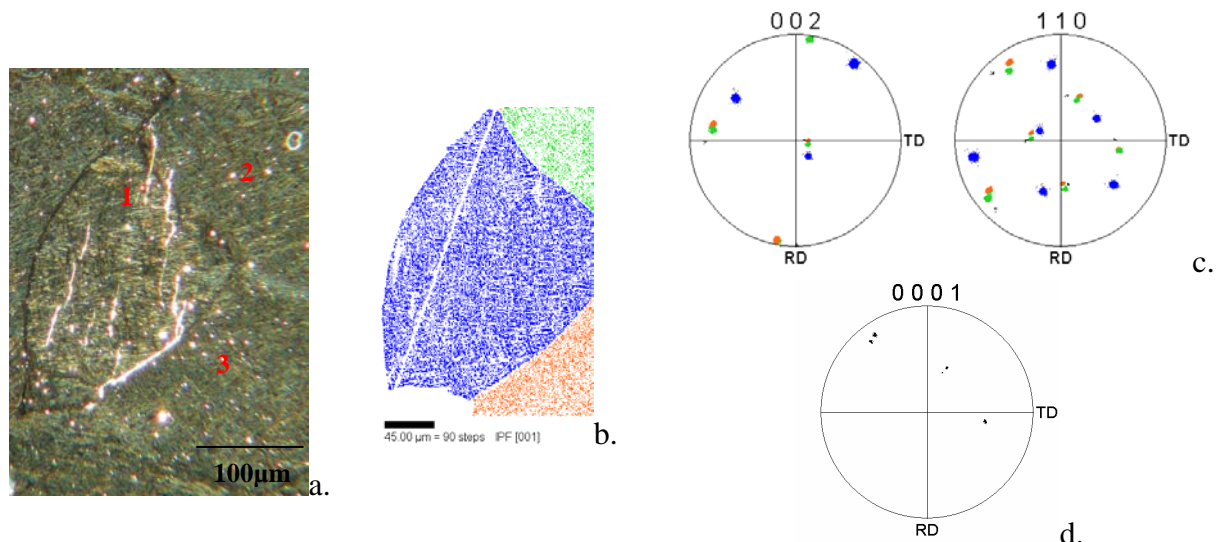 1
2
3
100µm
a.
45.00 µm = 90 steps IPF [001]
b.
0 0 2
TD
RD
1 1 0
TD
RD
c.
0 0 0 1
TD
RD
d.